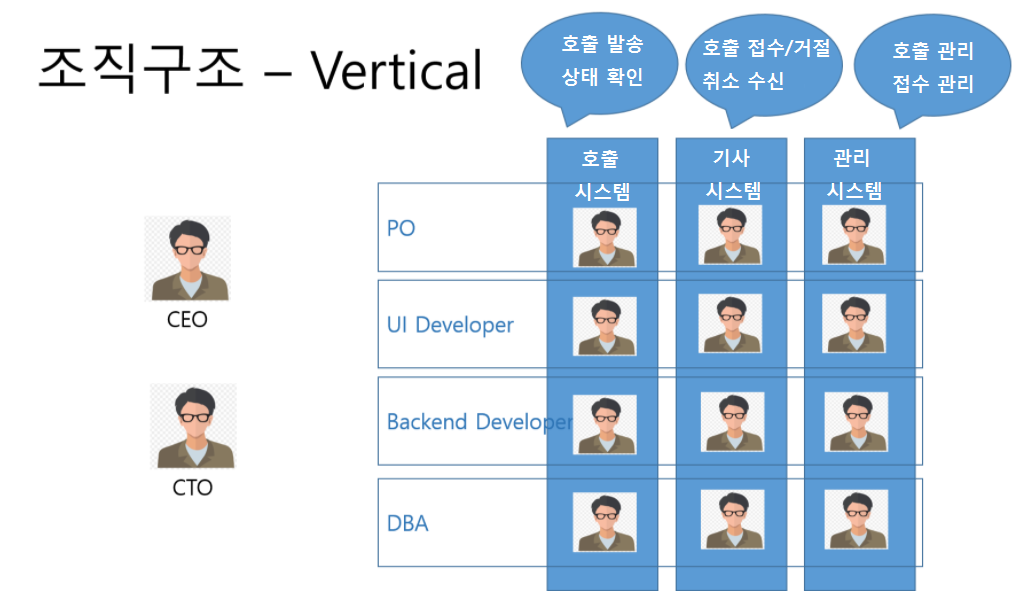 조직구조 – Vertical
호출 발송
상태 확인
호출 접수/거절
취소 수신
호출 관리
접수 관리
호출
시스템
기사
시스템
관리
시스템
PO
UI Developer
Backend Developer
DBA
CEO
CTO